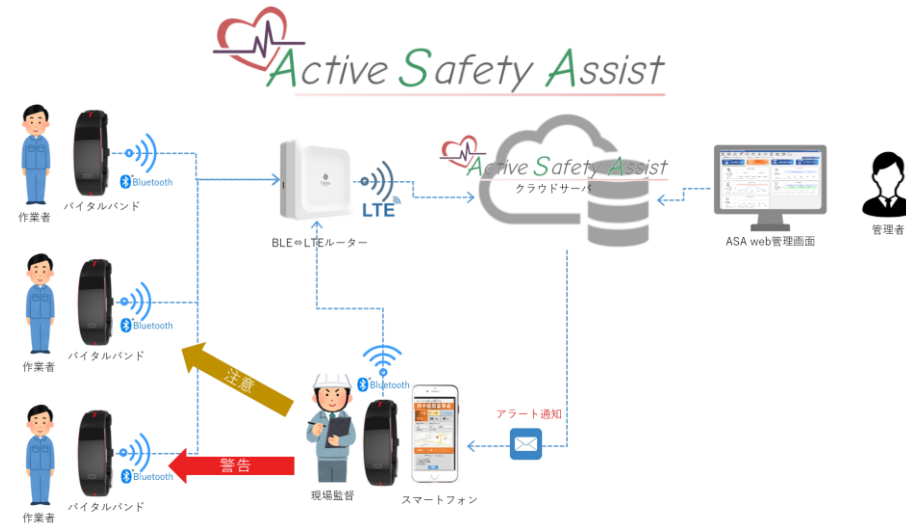 Active Safety Assist
Bluetooth
作業者
バイタルバンド
BLE⇔LTEルーター
LTE
Active Safety Assist
クラウドサーバ
ASA web管理画面
管理者
Bluetooth
作業者
バイタルバンド
注意
Bluetooth
アラート通知
Bluetooth
警告
作業者
バイタルバンド
現場監督
スマートフォン